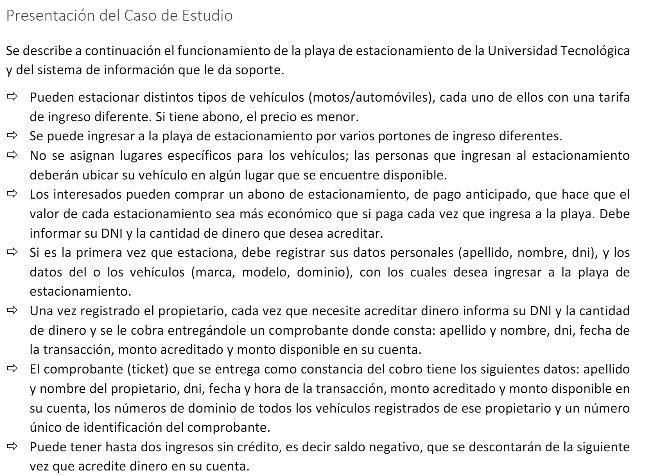 Presentación del Caso de Estudio
Se describe a continuación el funcionamiento de la playa de estacionamiento de la Universidad Tecnológica
y del sistema de información que le da soporte.
⇨ Pueden estacionar distintos tipos de vehículos (motos/automóviles), cada uno de ellos con una tarifa
de ingreso diferente. Si tiene abono, el precio es menor.
⇨ Se puede ingresar a la playa de estacionamiento por varios portones de ingreso diferentes.
⇨ No se asignan lugares específicos para los vehículos; las personas que ingresan al estacionamiento
deberán ubicar su vehículo en algún lugar que se encuentre disponible.
⇨ Los interesados pueden comprar un abono de estacionamiento, de pago anticipado, que hace que el
valor de cada estacionamiento sea más económico que si paga cada vez que ingresa a la playa. Debe
informar su DNI y la cantidad de dinero que desea acreditar.
⇨ Si es la primera vez que estaciona, debe registrar sus datos personales (apellido, nombre, dni), y los
datos del o los vehículos (marca, modelo, dominio), con los cuales desea ingresar a la playa de
estacionamiento.
⇨ Una vez registrado el propietario, cada vez que necesite acreditar dinero informa su DNI y la cantidad
de dinero y se le cobra entregándole un comprobante donde consta: apellido y nombre, dni, fecha de
la transacción, monto acreditado y monto disponible en su cuenta.
⇨ El comprobante (ticket) que se entrega como constancia del cobro tiene los siguientes datos: apellido
y nombre del propietario, dni, fecha y hora de la transacción, monto acreditado y monto disponible en
su cuenta, los números de dominio de todos los vehículos registrados de ese propietario y un número
único de identificación del comprobante.
⇨ Puede tener hasta dos ingresos sin crédito, es decir saldo negativo, que se descontarán de la siguiente
vez que acredite dinero en su cuenta.